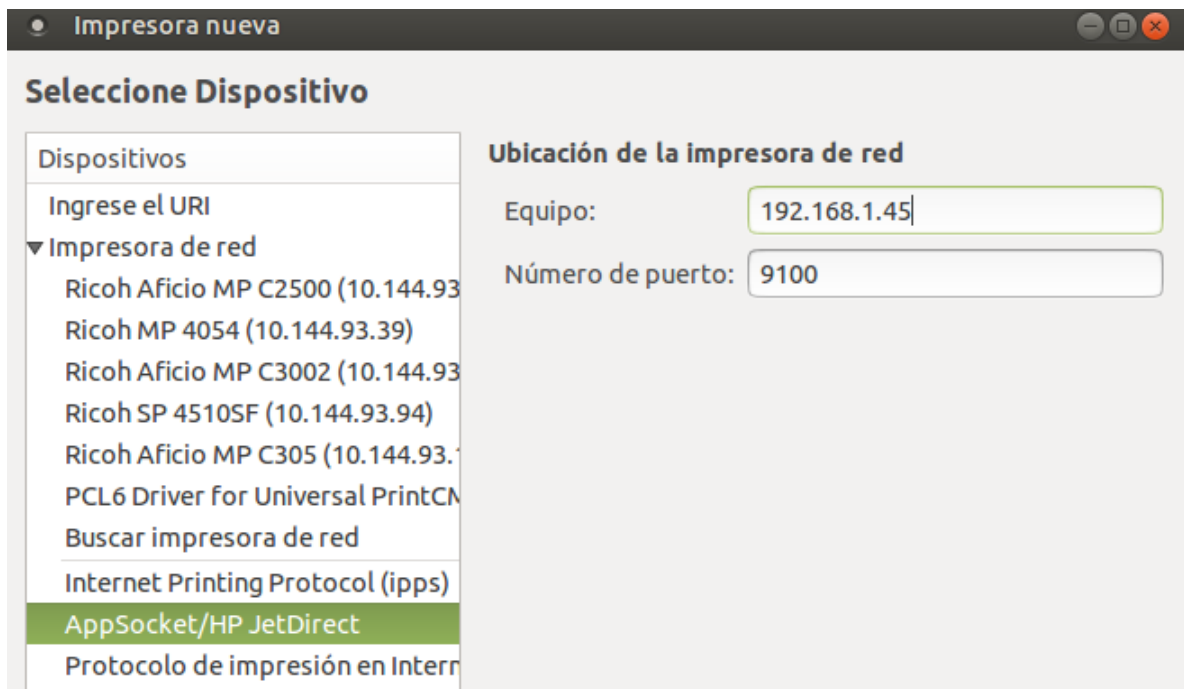 Impresora nueva
Seleccione Dispositivo
Dispositivos
Ingrese el URI
Impresora de red
Ricoh Aficio MP C2500 (10.144.93
Ricoh MP 4054 (10.144.93.39)
Ricoh Aficio MP C3002 (10.144.93
Ricoh SP 4510SF (10.144.93.94)
Ricoh Aficio MP C305 (10.144.93.1
PCL6 Driver for Universal PrintCM
Buscar impresora de red
Internet Printing Protocol (ipps)
AppSocket/HP JetDirect
Protocolo de impresión en Intern
Ubicación de la impresora de red
Equipo: 192.168.1.45
Número de puerto: 9100